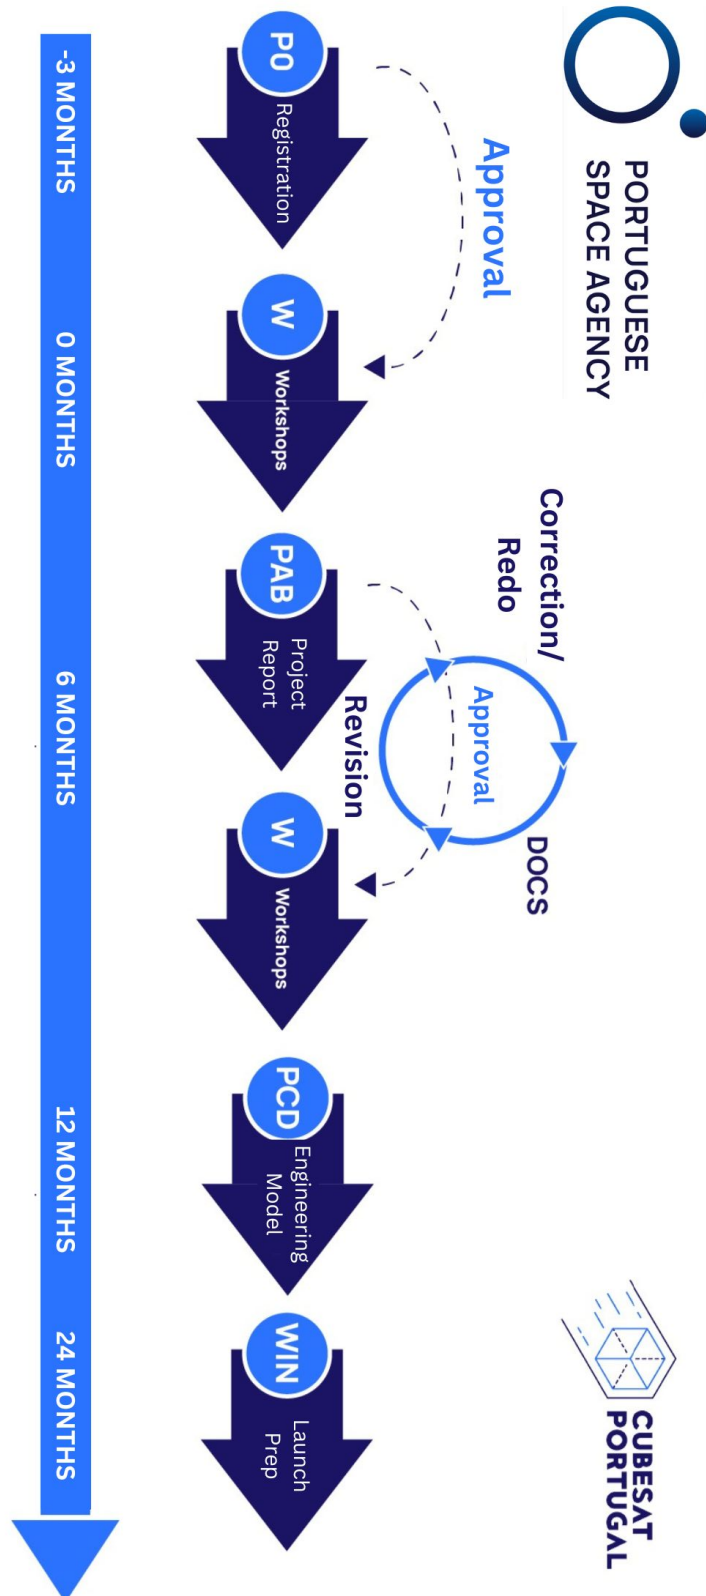 PORTUGUESE
SPACE AGENCY
CUBESAT
PORTUGAL
Approval
Correction/
Redo
DOCS
Approval
Revision
P0
Registration
W
Workshops
PAB
Project
Report
W
Workshops
PCD
Engineering
Model
WIN
Launch
Prep
-3 MONTHS
0 MONTHS
6 MONTHS
12 MONTHS
24 MONTHS